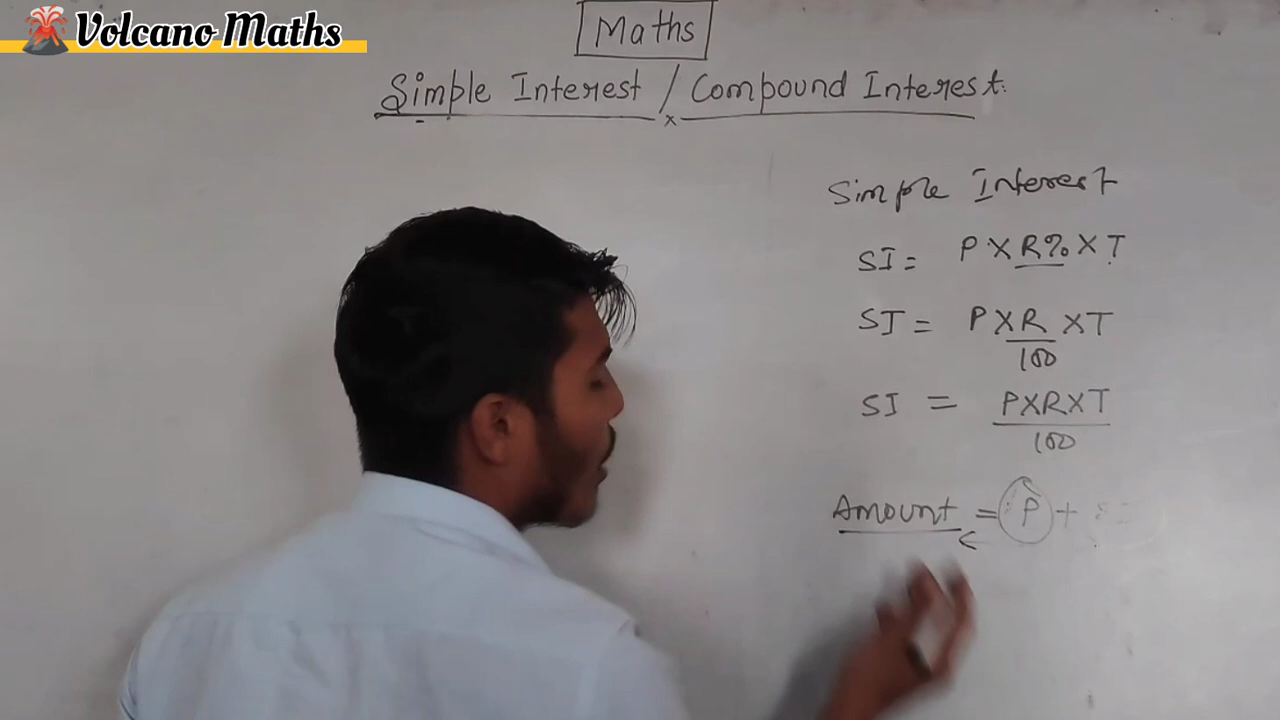 Volcano Maths
Maths
Simple Interest / Compound Interest.
x
Simple Interest
SI = P X R% X T
SI = P X R X T
100
SI = P X R X T
100
Amount = P +